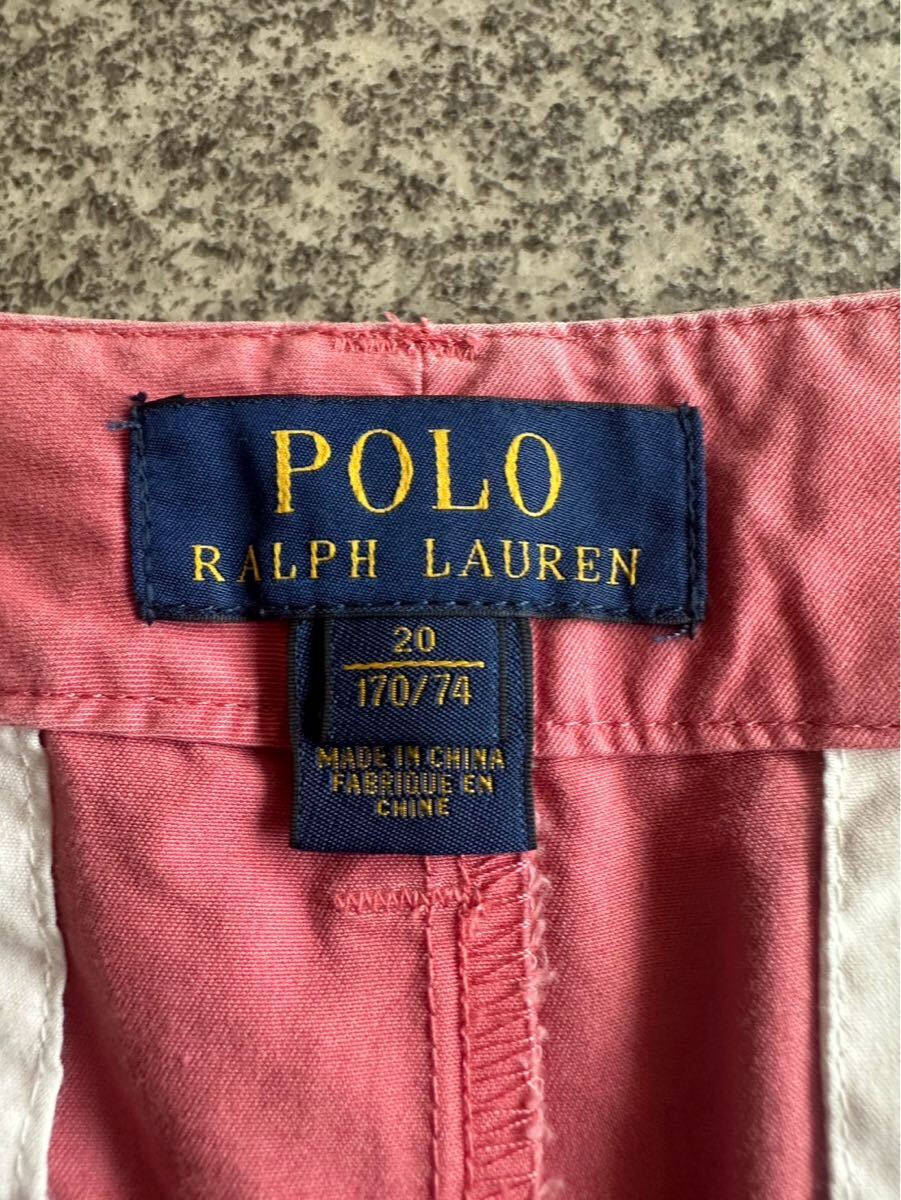 POLO
RALPH LAUREN
20
170/74
MADE IN CHINA
FABRIQUE EN
CHINE